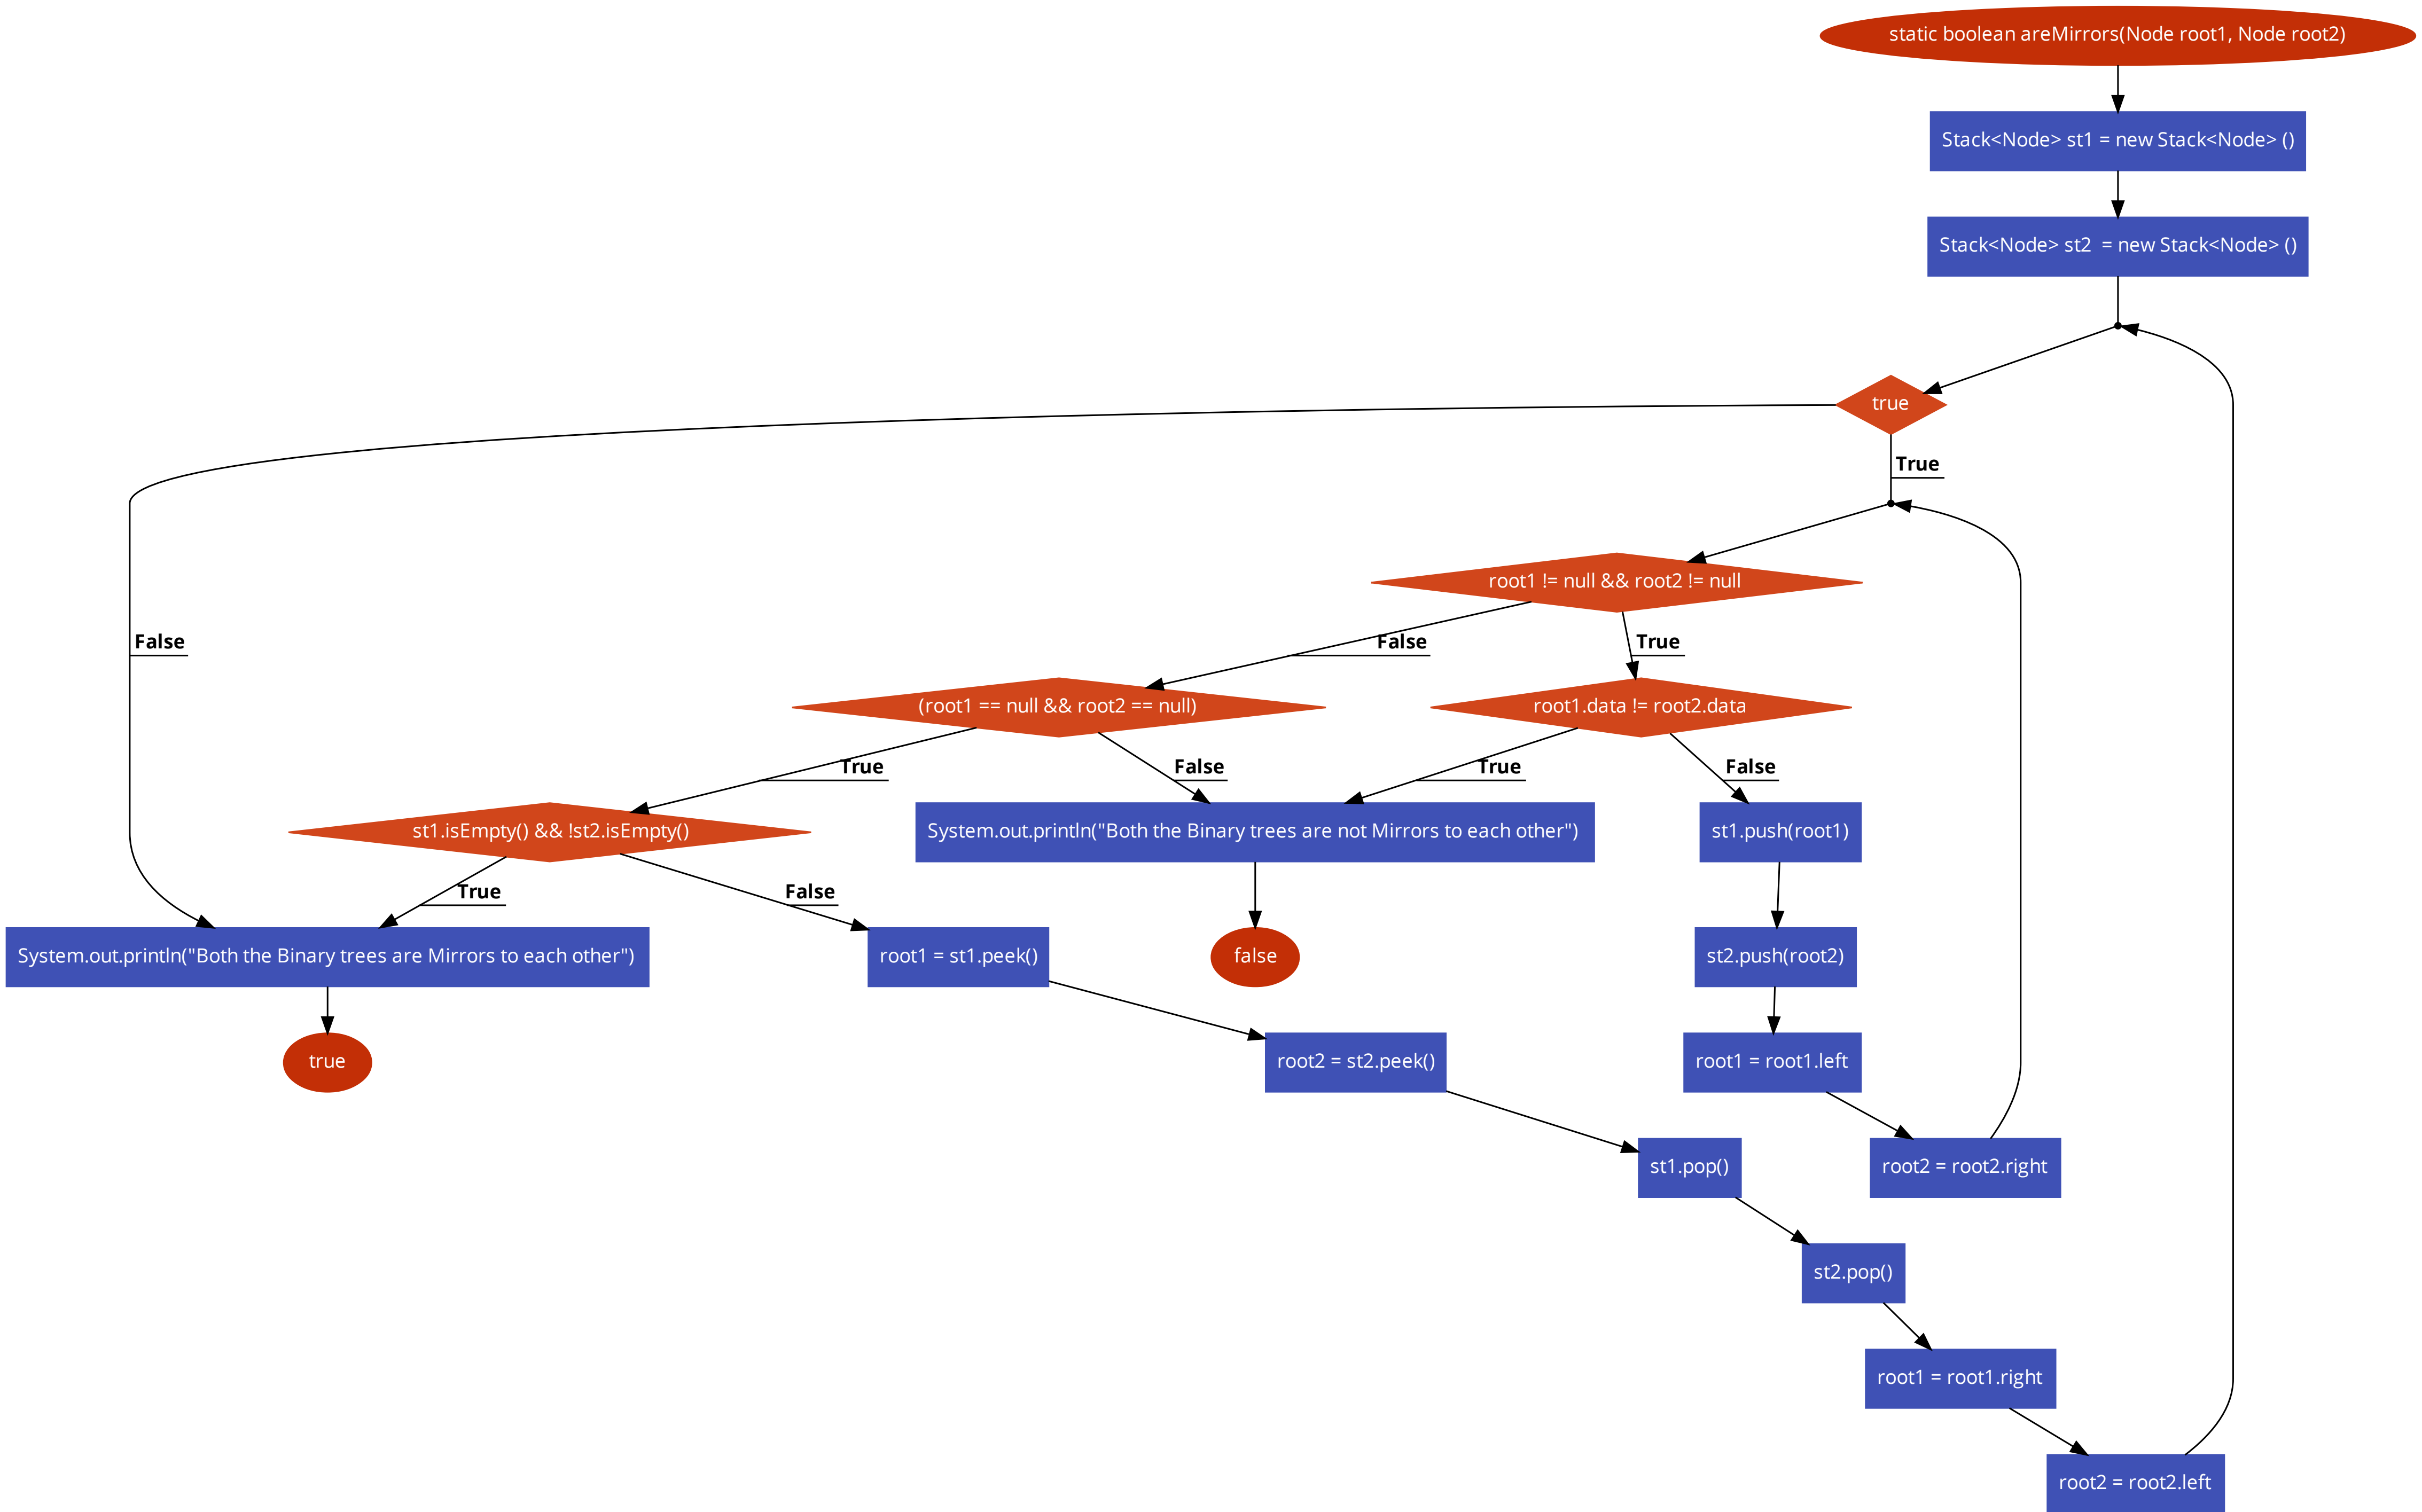 static boolean areMirrors(Node root1, Node root2)
Stack<Node> st1 = new Stack<Node> ()
Stack<Node> st2  = new Stack<Node> ()
true
True
root1 != null && root2 != null
False
False
True
(root1 == null && root2 == null)
root1.data != root2.data
True
False
True
False
st1.isEmpty() && !st2.isEmpty()
System.out.println("Both the Binary trees are not Mirrors to each other")
st1.push(root1)
True
False
System.out.println("Both the Binary trees are Mirrors to each other")
root1 = st1.peek()
false
st2.push(root2)
true
root2 = st2.peek()
root1 = root1.left
st1.pop()
root2 = root2.right
st2.pop()
root1 = root1.right
root2 = root2.left